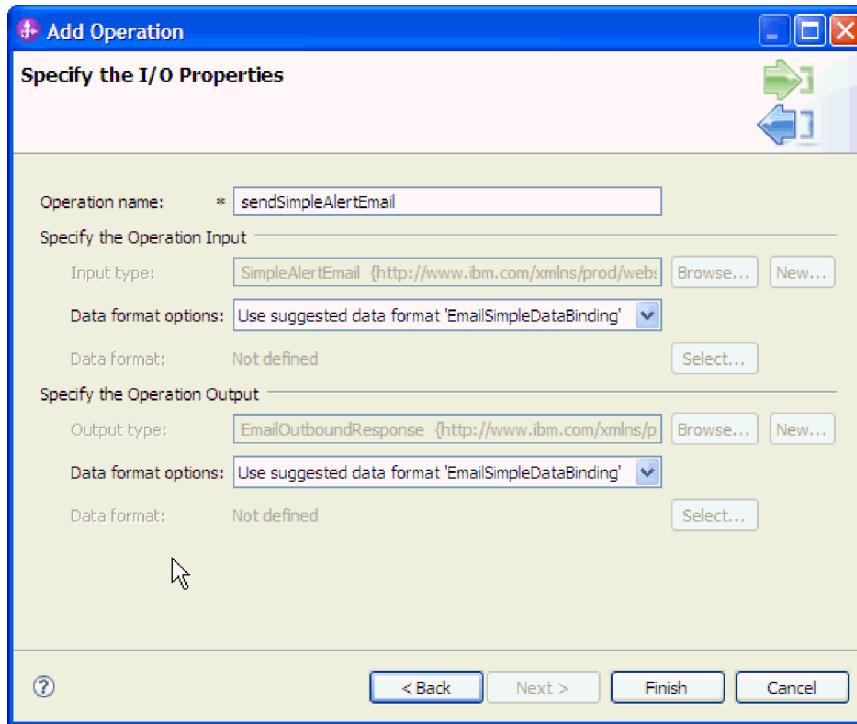 Add Operation
Specify the I/O Properties
Operation name: * sendSimpleAlertEmail
Specify the Operation Input
Input type: SimpleAlertEmail {http://www.ibm.com/xmlns/prod/webs Browse... New...
Data format options: Use suggested data format 'EmailSimpleDataBinding'
Data format: Not defined Select...
Specify the Operation Output
Output type: EmailOutboundResponse {http://www.ibm.com/xmlns/p Browse... New...
Data format options: Use suggested data format 'EmailSimpleDataBinding'
Data format: Not defined Select...
? < Back Next > Finish Cancel